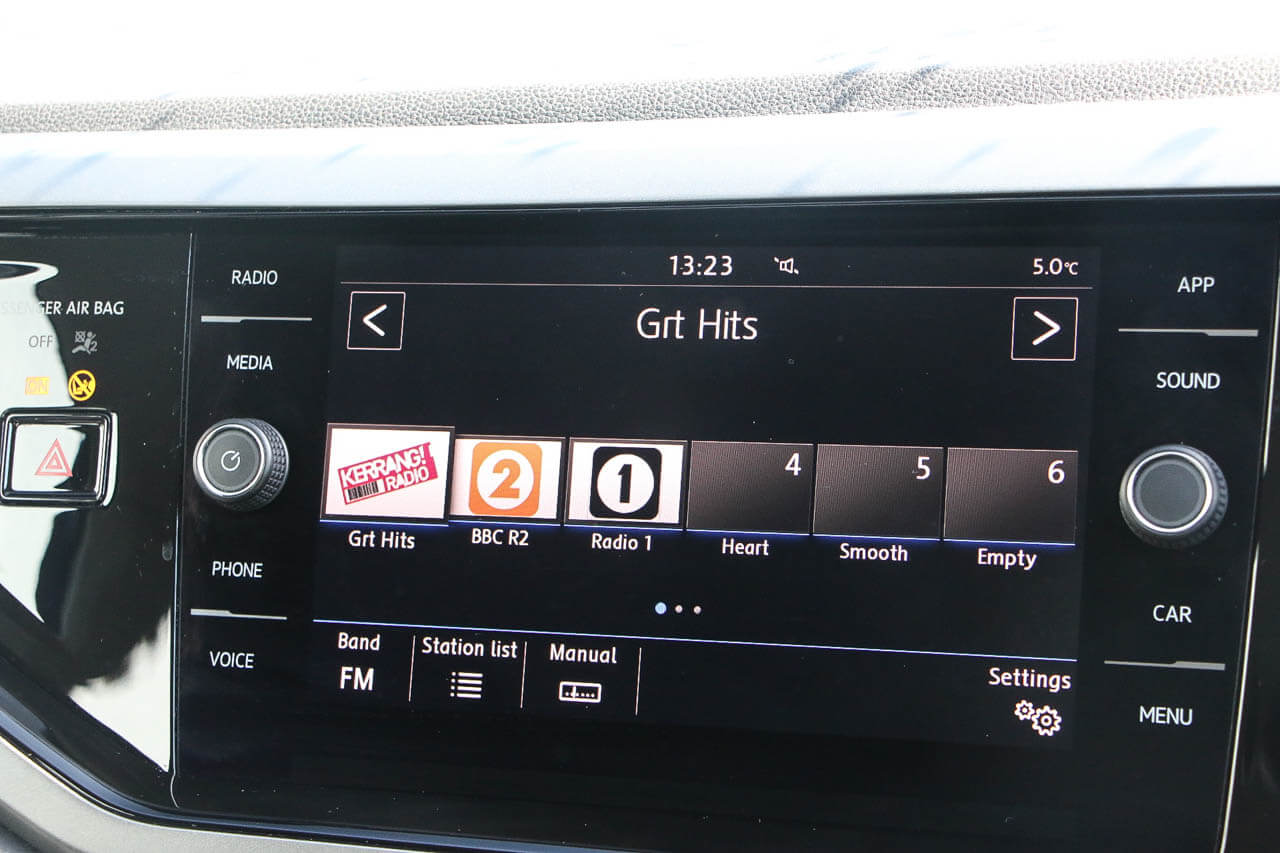 13:23
5.0°C
RADIO
MEDIA
PHONE
VOICE
SSENGER AIR BAG
OFF
ON
<
Grt Hits
>
KERRANG!
RADIO
2
1
4
5
6
Grt Hits
BBC R2
Radio 1
Heart
Smooth
Empty
Band
FM
Station list
Manual
Settings
APP
SOUND
CAR
MENU